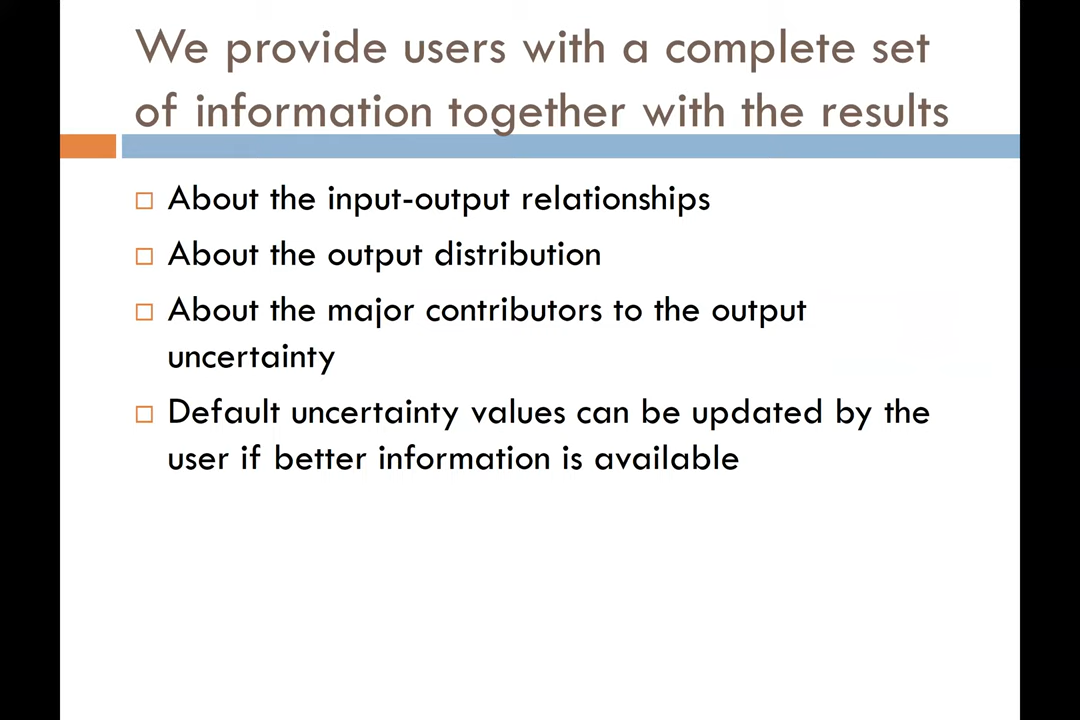 We provide users with a complete set
of information together with the results
About the input-output relationships
About the output distribution
About the major contributors to the output
uncertainty
Default uncertainty values can be updated by the
user if better information is available